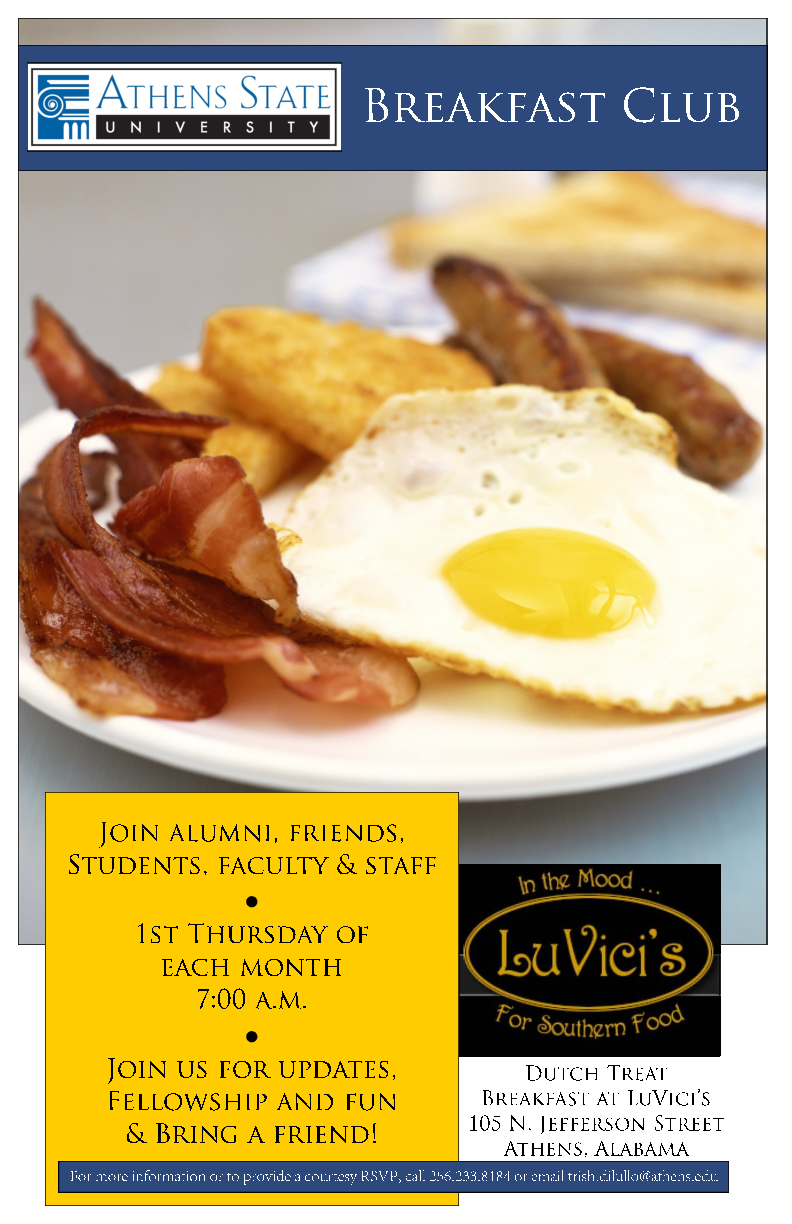 ATHENS STATE
UNIVERSITY
BREAKFAST CLUB
JOIN ALUMNI, FRIENDS,
STUDENTS, FACULTY & STAFF
•
1ST THURSDAY OF
EACH MONTH
7:00 A.M.
•
JOIN US FOR UPDATES,
FELLOWSHIP AND FUN
& BRING A FRIEND!
In the Mood ...
LuVici's
For Southern Food
DUTCH TREAT
BREAKFAST AT LUVICI'S
105 N. JEFFERSON STREET
ATHENS, ALABAMA
For more information or to provide a courtesy RSVP, call 256.233.8184 or email trish.dilullo@athens.edu